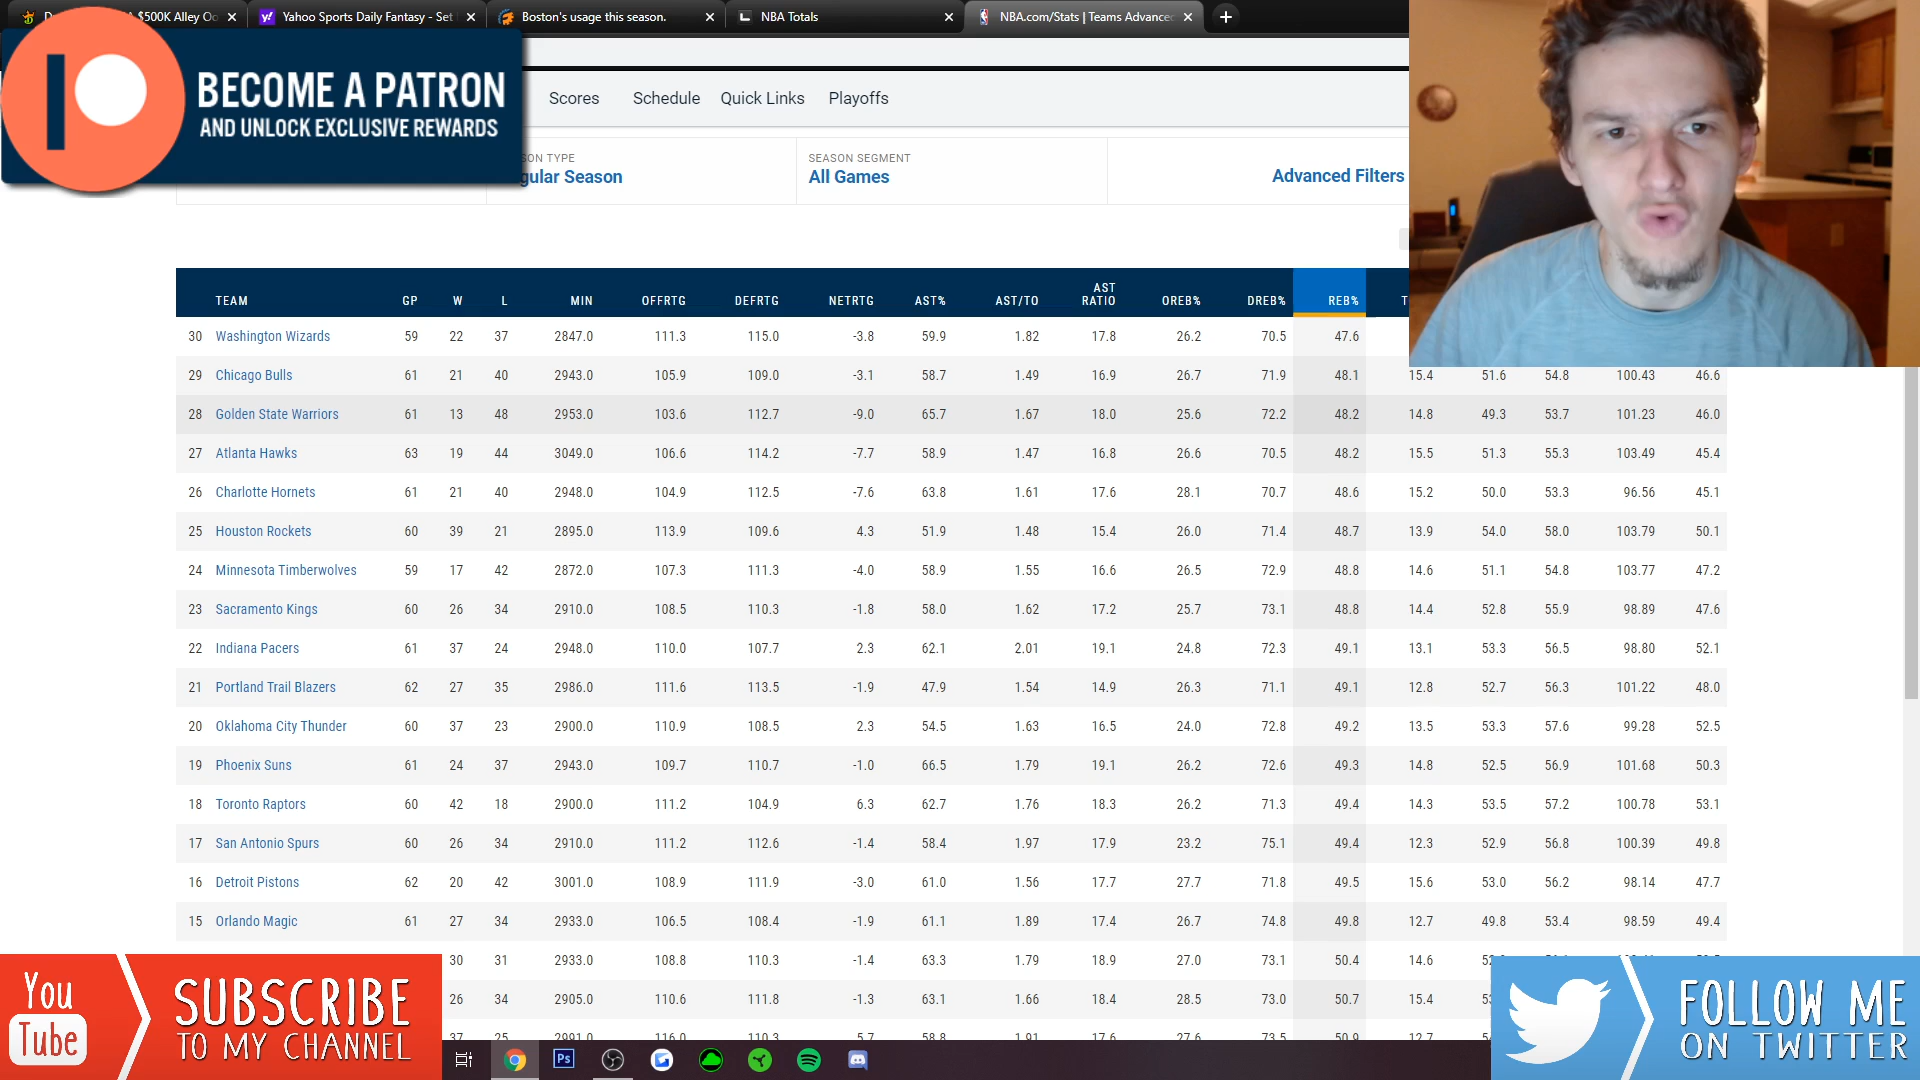 $500K Alley Oo
Yahoo Sports Daily Fantasy - Set
Boston's usage this season.
NBA Totals
NBA.com/Stats | Teams Advanced
BECOME A PATRON
AND UNLOCK EXCLUSIVE REWARDS
Scores Schedule Quick Links Playoffs
SON TYPE
gular Season
SEASON SEGMENT
All Games
Advanced Filters
TEAM GP W L MIN OFFRTG DEFRTG NETRTG AST% AST/TO AST RATIO OREB% DREB% REB%
30 Washington Wizards 59 22 37 2847.0 111.3 115.0 -3.8 59.9 1.82 17.8 26.2 70.5 47.6
29 Chicago Bulls 61 21 40 2943.0 105.9 109.0 -3.1 58.7 1.49 16.9 26.7 71.9 48.1 15.4 51.6 54.8 100.43 46.6
28 Golden State Warriors 61 13 48 2953.0 103.6 112.7 -9.0 65.7 1.67 18.0 25.6 72.2 48.2 14.8 49.3 53.7 101.23 46.0
27 Atlanta Hawks 63 19 44 3049.0 106.6 114.2 -7.7 58.9 1.47 16.8 26.6 70.5 48.2 15.5 51.3 55.3 103.49 45.4
26 Charlotte Hornets 61 21 40 2948.0 104.9 112.5 -7.6 63.8 1.61 17.6 28.1 70.7 48.6 15.2 50.0 53.3 96.56 45.1
25 Houston Rockets 60 39 21 2895.0 113.9 109.6 4.3 51.9 1.48 15.4 26.0 71.4 48.7 13.9 54.0 58.0 103.79 50.1
24 Minnesota Timberwolves 59 17 42 2872.0 107.3 111.3 -4.0 58.9 1.55 16.6 26.5 72.9 48.8 14.6 51.1 54.8 103.77 47.2
23 Sacramento Kings 60 26 34 2910.0 108.5 110.3 -1.8 58.0 1.62 17.2 25.7 73.1 48.8 14.4 52.8 55.9 98.89 47.6
22 Indiana Pacers 61 37 24 2948.0 110.0 107.7 2.3 62.1 2.01 19.1 24.8 72.3 49.1 13.1 53.3 56.5 98.80 52.1
21 Portland Trail Blazers 62 27 35 2986.0 111.6 113.5 -1.9 47.9 1.54 14.9 26.3 71.1 49.1 12.8 52.7 56.3 101.22 48.0
20 Oklahoma City Thunder 60 37 23 2900.0 110.9 108.5 2.3 54.5 1.63 16.5 24.0 72.8 49.2 13.5 53.3 57.6 99.28 52.5
19 Phoenix Suns 61 24 37 2943.0 109.7 110.7 -1.0 66.5 1.79 19.1 26.2 72.6 49.3 14.8 52.5 56.9 101.68 50.3
18 Toronto Raptors 60 42 18 2900.0 111.2 104.9 6.3 62.7 1.76 18.3 26.2 71.3 49.4 14.3 53.5 57.2 100.78 53.1
17 San Antonio Spurs 60 26 34 2910.0 111.2 112.6 -1.4 58.4 1.97 17.9 23.2 75.1 49.4 12.3 52.9 56.8 100.39 49.8
16 Detroit Pistons 62 20 42 3001.0 108.9 111.9 -3.0 61.0 1.56 17.7 27.7 71.8 49.5 15.6 53.0 56.2 98.14 47.7
15 Orlando Magic 61 27 34 2933.0 106.5 108.4 -1.9 61.1 1.89 17.4 26.7 74.8 49.8 12.7 49.8 53.4 98.59 49.4
30 31 2933.0 108.8 110.3 -1.4 63.3 1.79 18.9 27.0 73.1 50.4 14.6
26 34 2905.0 110.6 111.8 -1.3 63.1 1.66 18.4 28.5 73.0 50.7 15.4
37 25 2991.0 116.0 110.3 5.7 58.8 1.91 17.6 27.6 73.5 50.9 12.7
You Tube
SUBSCRIBE
TO MY CHANNEL
Ps
FOLLOW ME
ON TWITTER